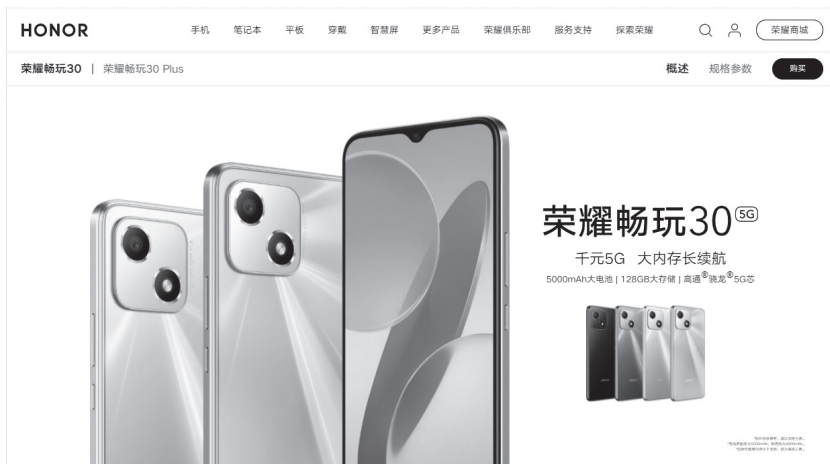 HONOR 手机 笔记本 平板 穿戴 智慧屏 更多产品 荣耀俱乐部 服务支持 探索荣耀 荣耀商城
荣耀畅玩30 | 荣耀畅玩30 Plus 概述 规格参数 购买
荣耀畅玩30 5G
千元5G 大内存长续航
5000mAh大电池 | 128GB大存储 | 高通®骁龙®5G芯